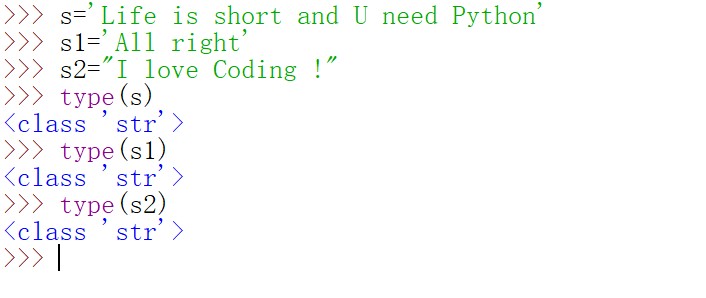 >>> s='Life is short and U need Python'
>>> s1='All right'
>>> s2="I love Coding !"
>>> type(s)
<class 'str'>
>>> type(s1)
<class 'str'>
>>> type(s2)
<class 'str'>
>>>